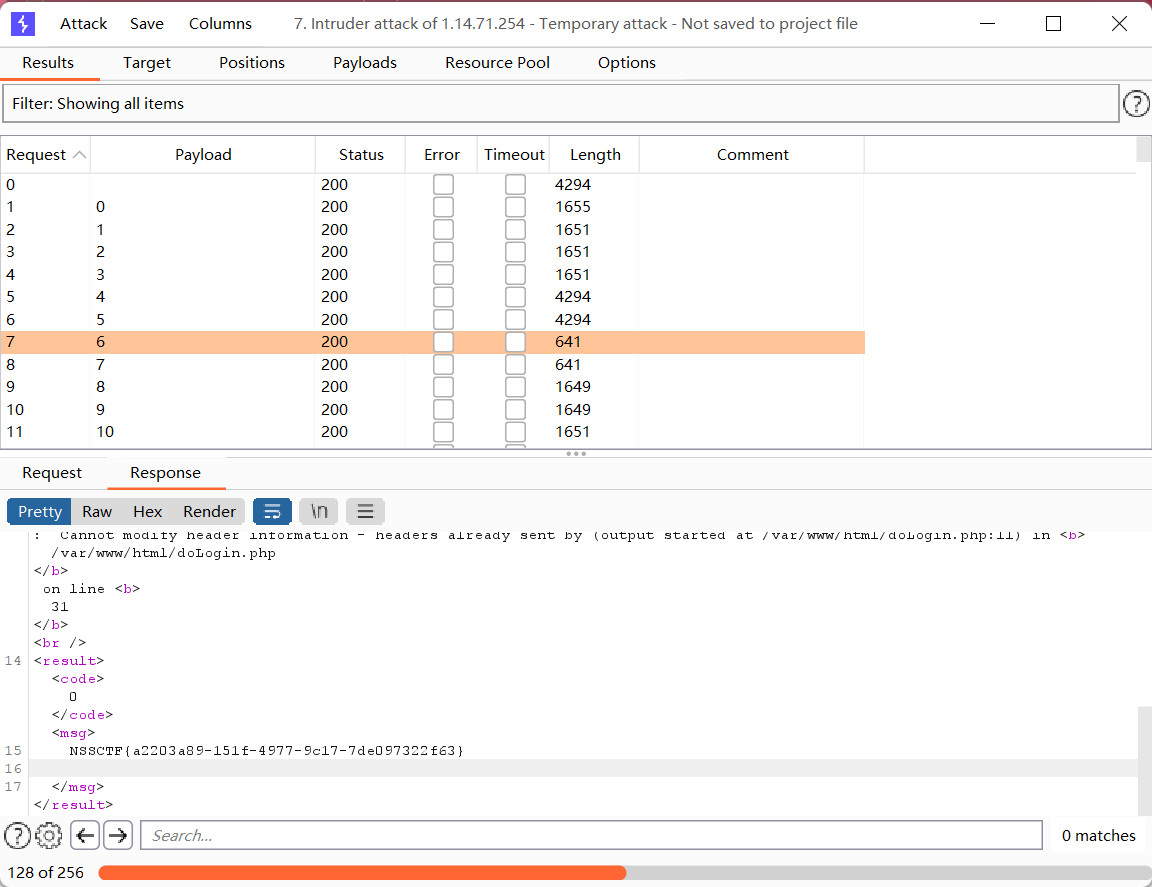 Attack Save Columns 7. Intruder attack of 1.14.71.254 - Temporary attack - Not saved to project file
Results Target Positions Payloads Resource Pool Options
Filter: Showing all items
Request Payload Status Error Timeout Length Comment
0 200 4294
1 0 200 1655
2 1 200 1651
3 2 200 1651
4 3 200 1651
5 4 200 4294
6 5 200 4294
7 6 200 641
8 7 200 641
9 8 200 1649
10 9 200 1649
11 10 200 1651
Request Response
Pretty Raw Hex Render \n
: Cannot modify header information - headers already sent by (output started at /var/www/html/doLogin.php:11) in <b>
/var/www/html/doLogin.php
</b>
on line <b>
31
</b>
<br />
14 <result>
<code>
0
</code>
<msg>
15 NSSCTF{a2203a89-151f-4977-9c17-7de097322f63}
16
17 </msg>
</result>
Search...
0 matches
128 of 256